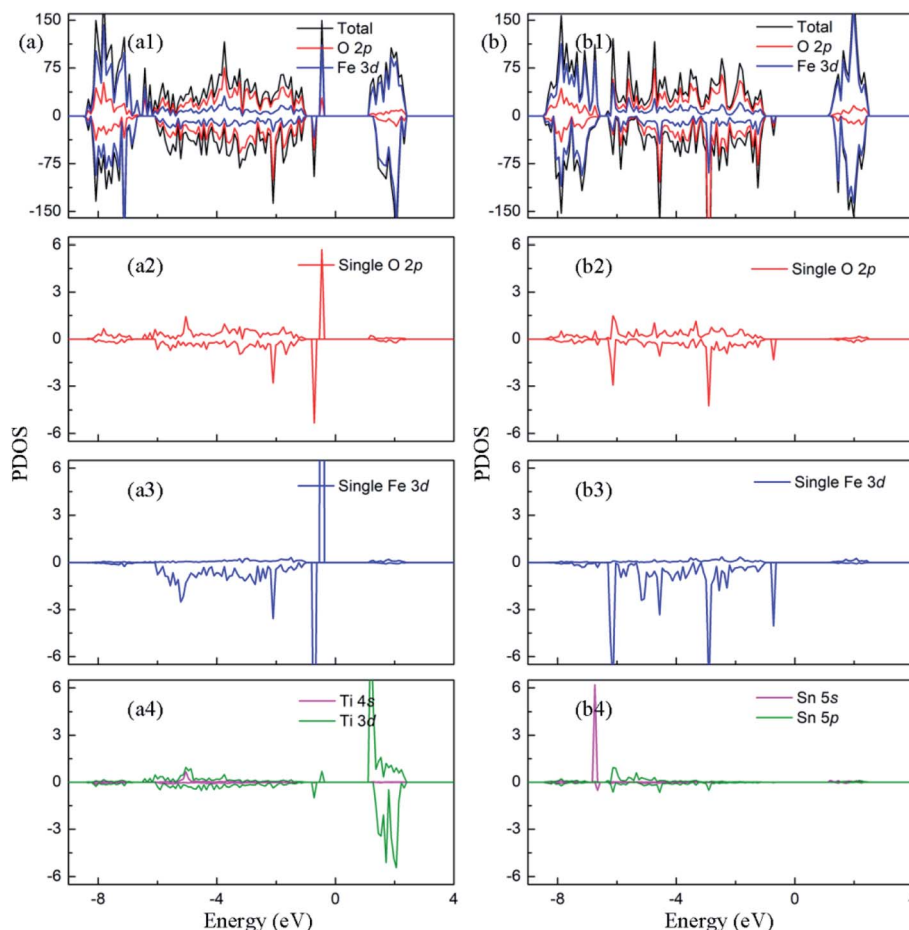 (a)
(a1)
Total
O 2p
Fe 3d
150
75
0
-75
-150
(b)
(b1)
Total
O 2p
Fe 3d
150
75
0
-75
-150
(a2)
Single O 2p
6
3
0
-3
-6
(b2)
Single O 2p
6
3
0
-3
-6
PDOS
PDOS
(a3)
Single Fe 3d
6
3
0
-3
-6
(b3)
Single Fe 3d
6
3
0
-3
-6
(a4)
Ti 4s
Ti 3d
6
3
0
-3
-6
(b4)
Sn 5s
Sn 5p
6
3
0
-3
-6
-8 -4 0 4
Energy (eV)
-8 -4 0 4
Energy (eV)